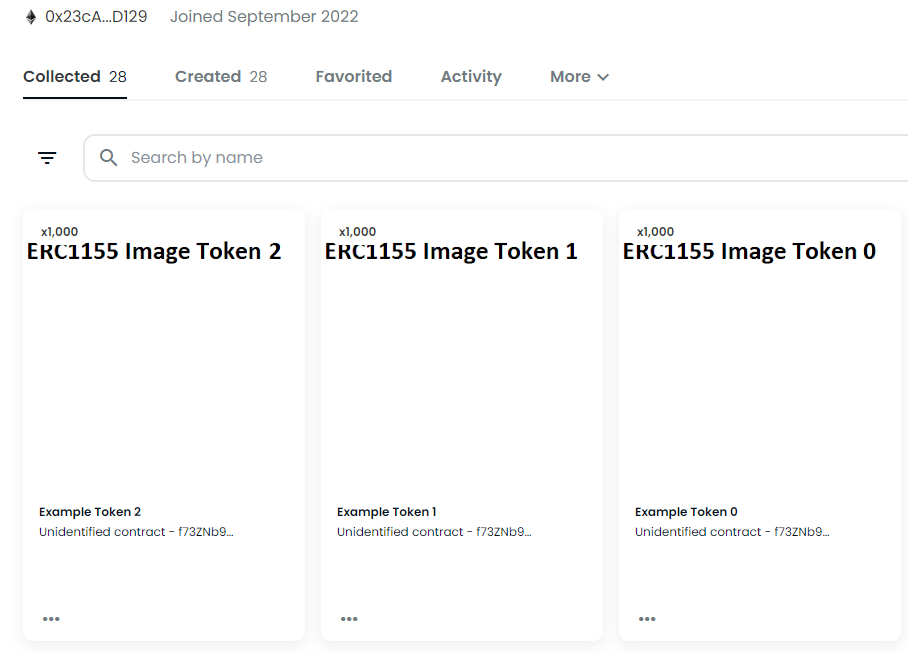 0x23cA...D129 Joined September 2022
Collected 28 Created 28 Favorited Activity More
Search by name
x1,000 x1,000 x1,000
ERC1155 Image Token 2 ERC1155 Image Token 1 ERC1155 Image Token 0
Example Token 2 Example Token 1 Example Token 0
Unidentified contract - f73ZNb9... Unidentified contract - f73ZNb9... Unidentified contract - f73ZNb9...